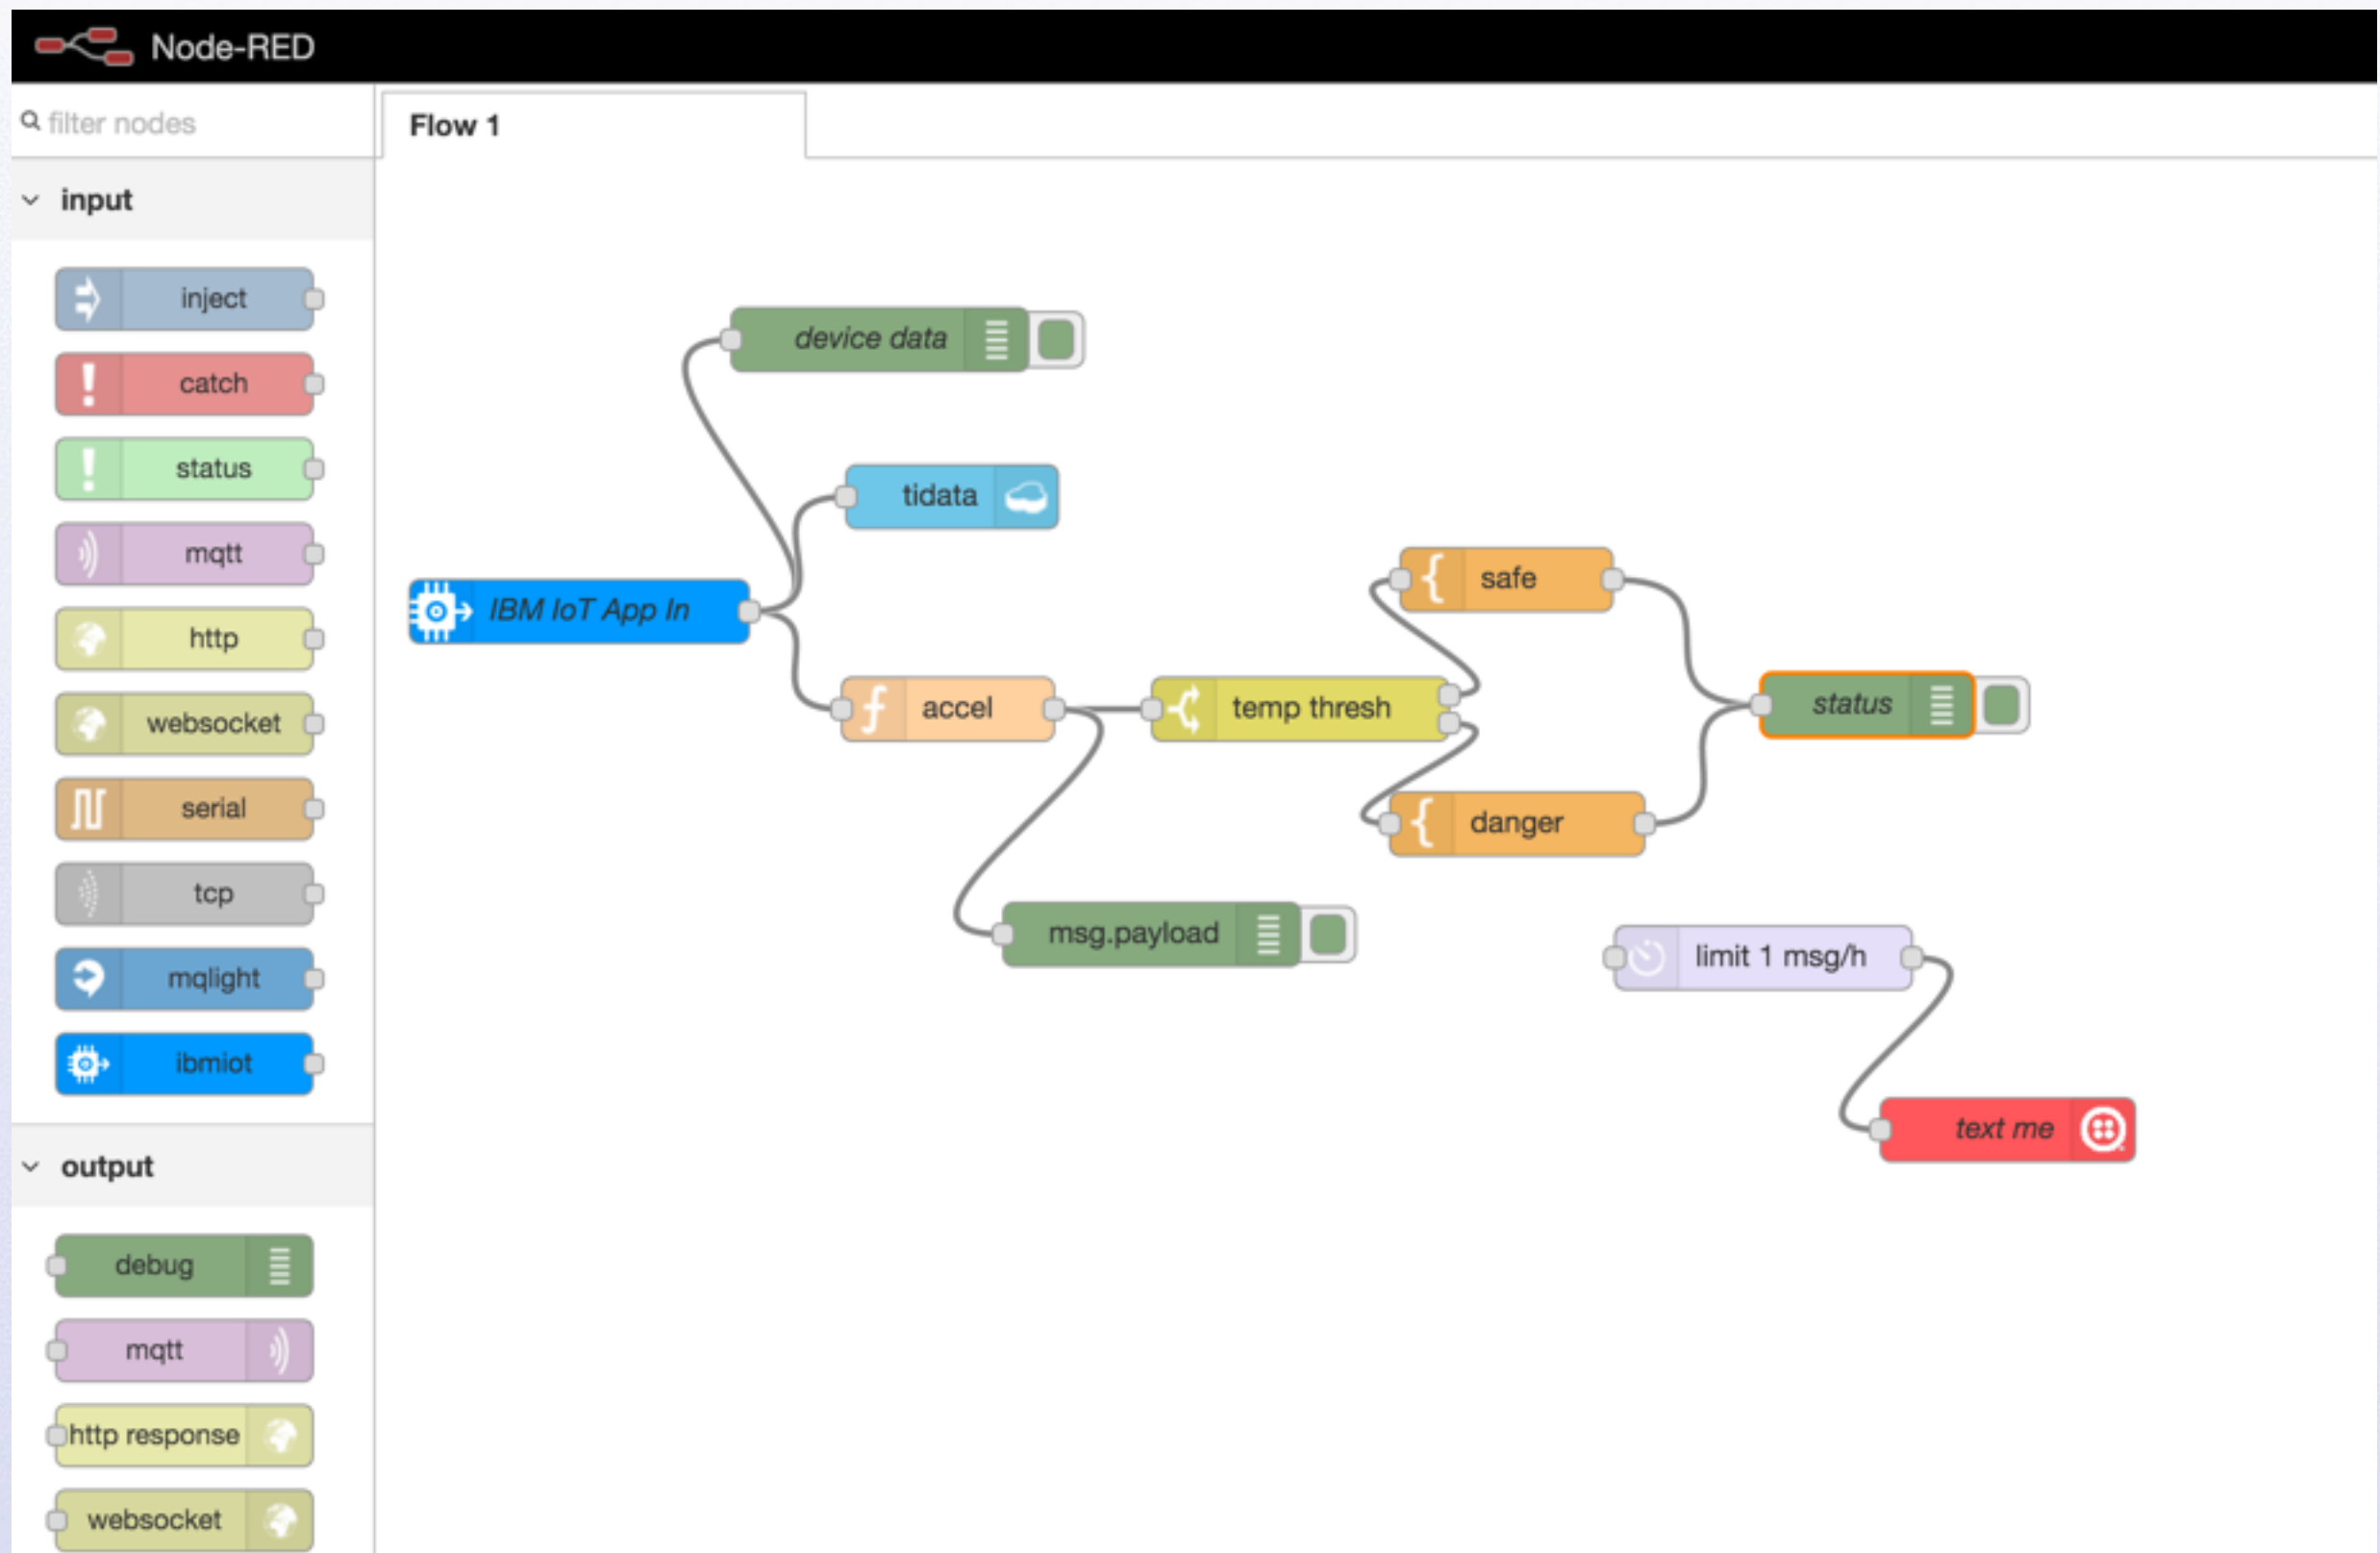 Node-RED
filter nodes
Flow 1
input
inject
catch
status
mqtt
http
websocket
serial
tcp
mqlight
ibmiot
output
debug
mqtt
http response
websocket
device data
tidata
IBM IoT App In
accel
temp thresh
safe
danger
status
msg.payload
limit 1 msg/h
text me